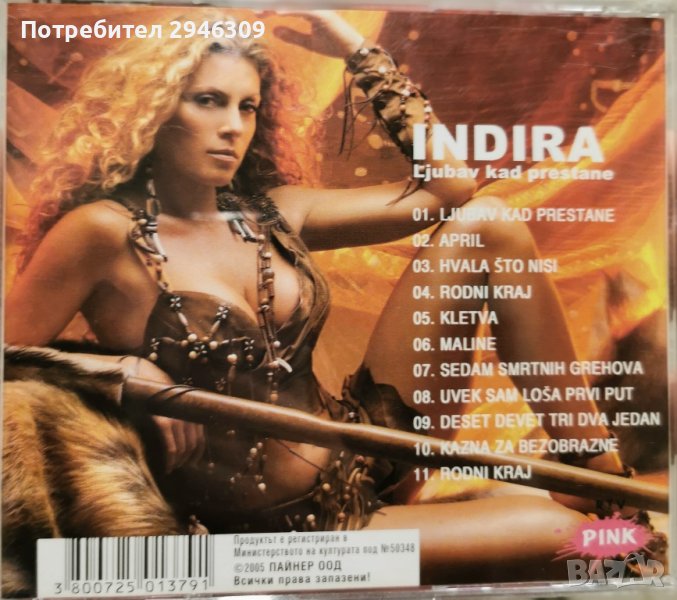 Потребител 2946309
INDIRA
Ljubav kad prestane
01. LJUBAV KAD PRESTANE
02. APRIL
03. HVALA ŠTO NISI
04. RODNI KRAJ
05. KLETVA
06. MALINE
07. SEDAM SMRTNIH GREHOVA
08. UVEK SAM LOŠA PRVI PUT
09. DESET DEVET TRI DVA JEDAN
10. KAZNA ZA BEZOBRAZNE
11. RODNI KRAJ
PINK
Продуктът е регистриран в
Министерството на културата под №50348
©2005 ПАЙНЕР ООД
Всички права запазени!
3 800725 013791
BAZAR